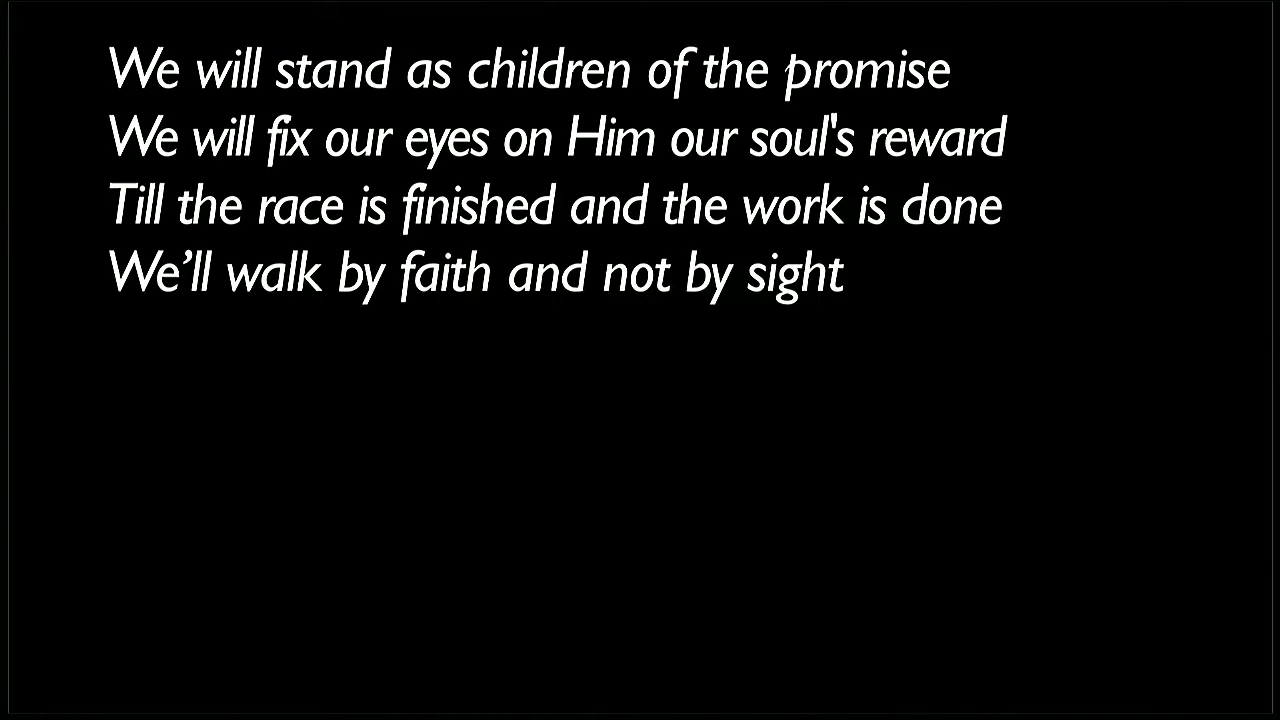 We will stand as children of the promise
We will fix our eyes on Him our soul's reward
Till the race is finished and the work is done
We’ll walk by faith and not by sight